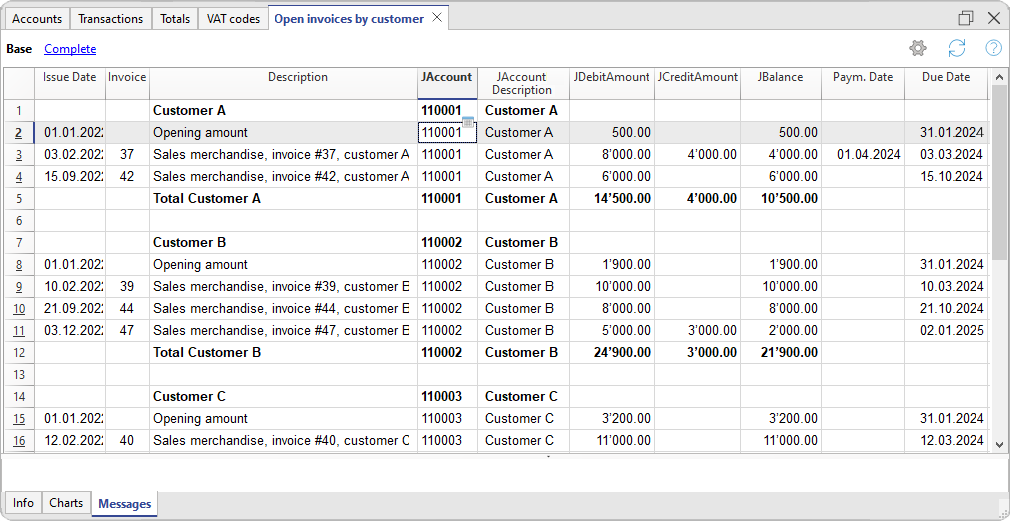 Accounts Transactions Totals VAT codes Open invoices by customer
Base Complete
Issue Date Invoice Description JAccount JAccount Description JDebitAmount JCreditAmount JBalance Paym. Date Due Date
1 Customer A 110001 Customer A
2 01.01.202 Opening amount 110001 Customer A 500.00 500.00 31.01.2024
3 03.02.202 37 Sales merchandise, invoice #37, customer A 110001 Customer A 8'000.00 4'000.00 4'000.00 01.04.2024 03.03.2024
4 15.09.202 42 Sales merchandise, invoice #42, customer A 110001 Customer A 6'000.00 6'000.00 15.10.2024
5 Total Customer A 110001 Customer A 14'500.00 4'000.00 10'500.00
6
7 Customer B 110002 Customer B
8 01.01.202 Opening amount 110002 Customer B 1'900.00 1'900.00 31.01.2024
9 10.02.202 39 Sales merchandise, invoice #39, customer B 110002 Customer B 10'000.00 10'000.00 10.03.2024
10 21.09.202 44 Sales merchandise, invoice #44, customer B 110002 Customer B 8'000.00 8'000.00 21.10.2024
11 03.12.202 47 Sales merchandise, invoice #47, customer B 110002 Customer B 5'000.00 3'000.00 2'000.00 02.01.2025
12 Total Customer B 110002 Customer B 24'900.00 3'000.00 21'900.00
13
14 Customer C 110003 Customer C
15 01.01.202 Opening amount 110003 Customer C 3'200.00 3'200.00 31.01.2024
16 12.02.202 40 Sales merchandise, invoice #40, customer C 110003 Customer C 11'000.00 11'000.00 12.03.2024
Info Charts Messages